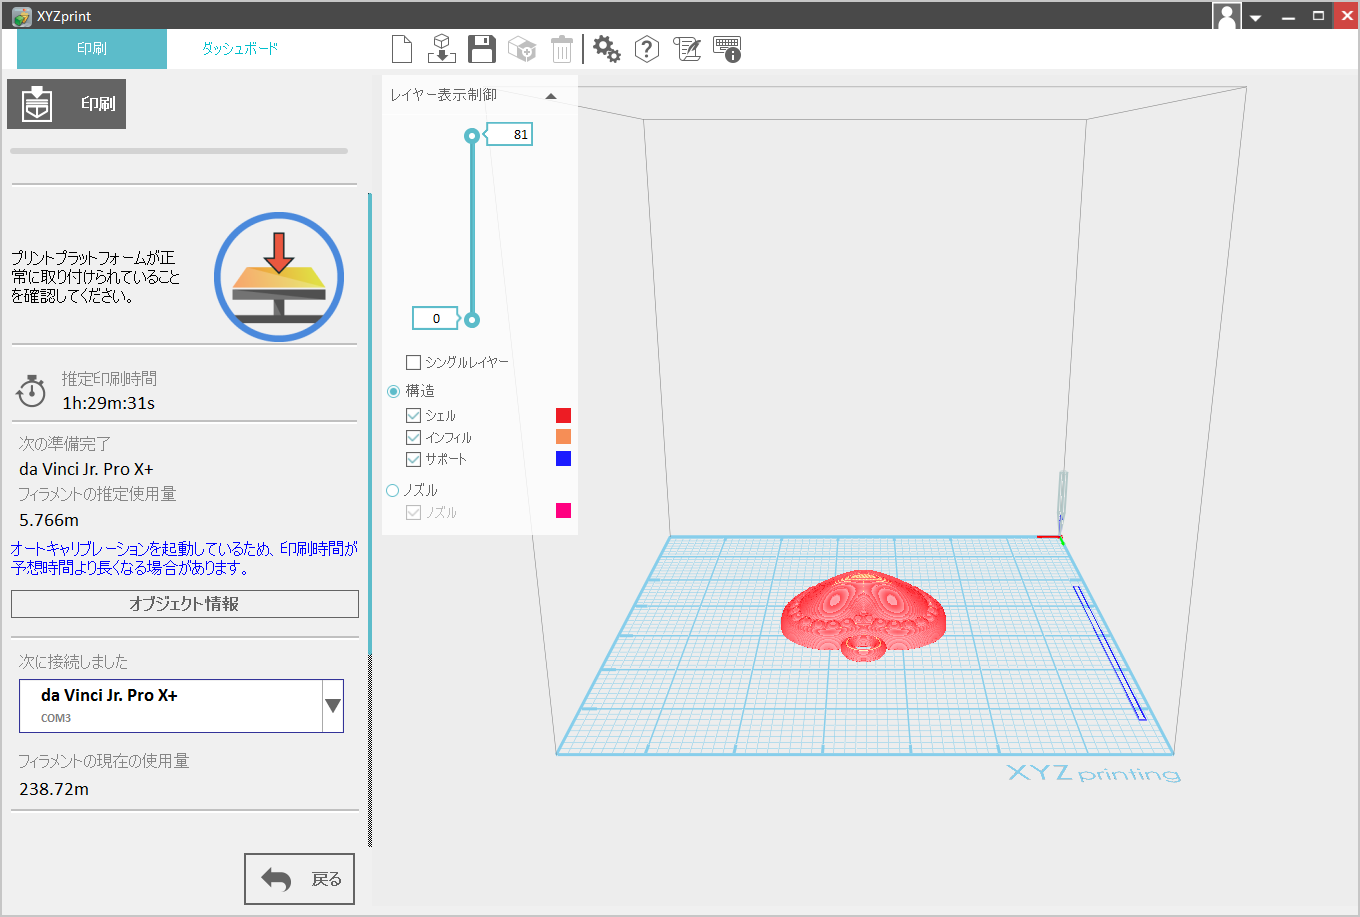 XYZprint
印刷
ダッシュボード
印刷
プリントプラットフォームが正
常に取り付けられていること
を確認してください。
推定印刷時間
1h:29m:31s
次の準備完了
da Vinci Jr. Pro X+
フィラメントの推定使用量
5.766m
オートキャリブレーションを起動しているため、印刷時間が
予想時間より長くなる場合があります。
オブジェクト情報
次に接続しました
da Vinci Jr. Pro X+
COM3
フィラメントの現在の使用量
238.72m
戻る
レイヤー表示制御
81
0
シングルレイヤー
構造
シェル
インフィル
サポート
ノズル
ノズル
XYZprinting